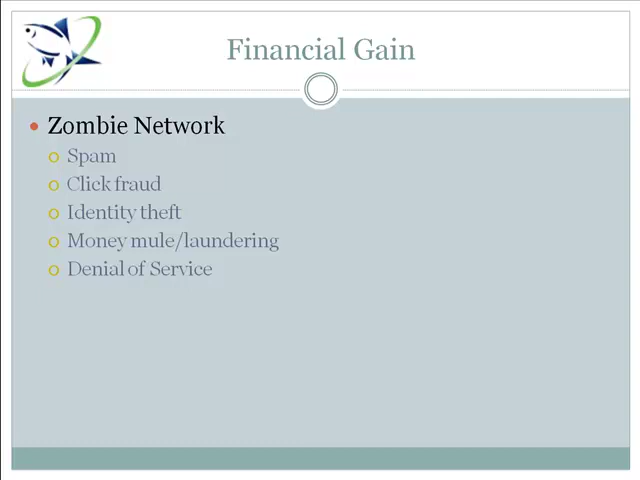 Financial Gain
Zombie Network
Spam
Click fraud
Identity theft
Money mule/laundering
Denial of Service